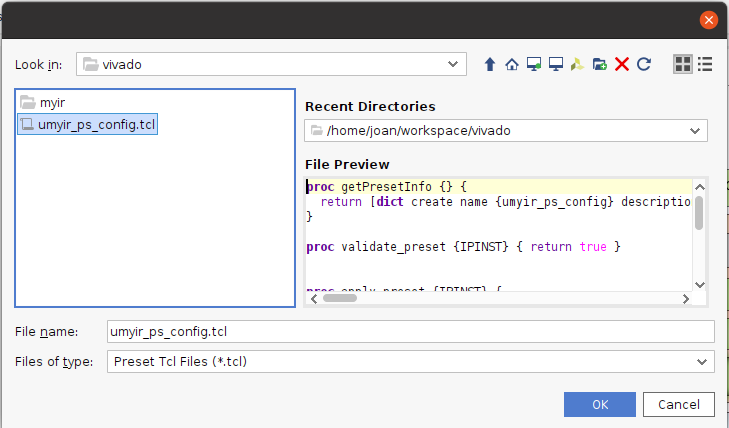 Look in: vivado
myir
umyir_ps_config.tcl
Recent Directories
/home/joan/workspace/vivado
File Preview
proc getPresetInfo {} {
return [dict create name {umyir_ps_config} descriptio
}
proc validate_preset {IPINST} { return true }
proc apply_preset {IPINST} {
File name: umyir_ps_config.tcl
Files of type: Preset Tcl Files (*.tcl)
OK
Cancel